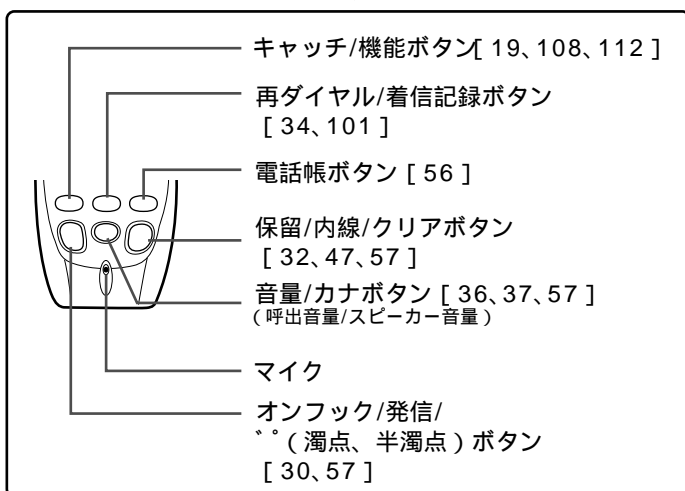 キャッチ/機能ボタン[ 19、108、112 ]
再ダイヤル/着信記録ボタン
[ 34、101 ]
電話帳ボタン [ 56 ]
保留/内線/クリアボタン
[ 32、47、57 ]
音量/カナボタン [ 36、37、57 ]
(呼出音量/スピーカー音量)
マイク
オンフック/発信/
゛゜(濁点、半濁点)ボタン
[ 30、57 ]